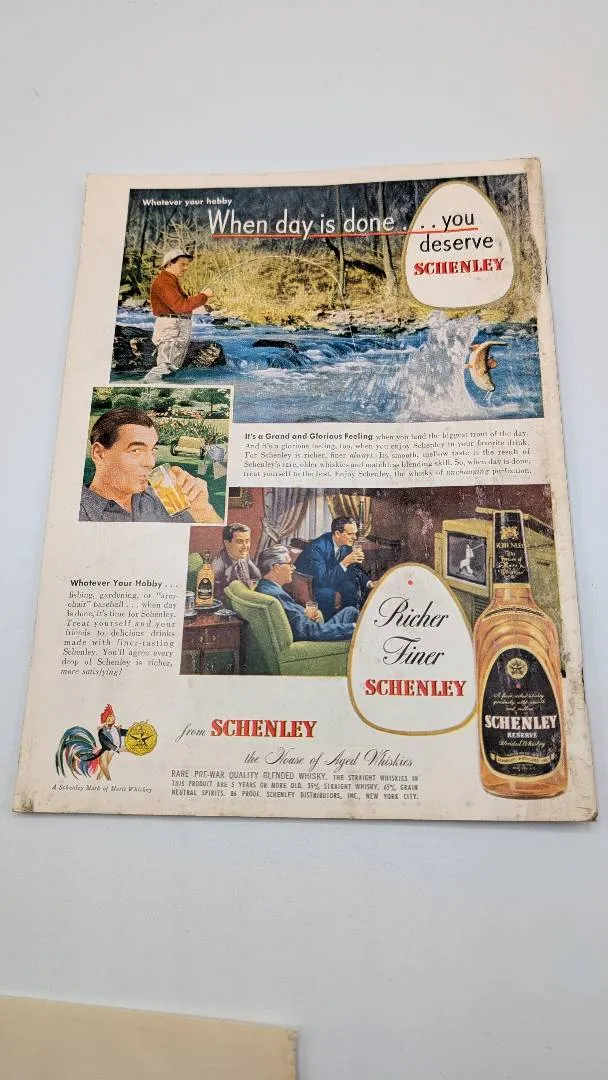 Whatever your hobby
When day is done . . . you
deserve
SCHENLEY
It's a Grand and Glorious Feeling when you land the biggest trout of the day.
And it's a glorious feeling, too, when you enjoy Schenley in your favorite drink.
For Schenley is richer, finer always. Its smooth, mellow taste is the result of
Schenley's rare, older whiskies and matchless blending skill. So, when day is done,
treat yourself to the best. Enjoy Schenley, the whisky of unchanging perfection.
Whatever Your Hobby . . .
fishing, gardening, or "arm-
chair" baseball . . . when day
is done, it's time for Schenley.
Treat yourself and your
friends to delicious drinks
made with finer-tasting
Schenley. You'll agree every
drop of Schenley is richer,
more satisfying!
Richer
Finer
SCHENLEY
SCHENLEY
SCHENLEY
RESERVE
Blended Whisky
from SCHENLEY
the House of Aged Whiskies
A Schenley Mark of Merit Whiskey
RARE PRE-WAR QUALITY BLENDED WHISKY. THE STRAIGHT WHISKIES IN
THIS PRODUCT ARE 5 YEARS OR MORE OLD. 35% STRAIGHT WHISKY. 65% GRAIN
NEUTRAL SPIRITS. 86 PROOF. SCHENLEY DISTRIBUTORS, INC., NEW YORK CITY.